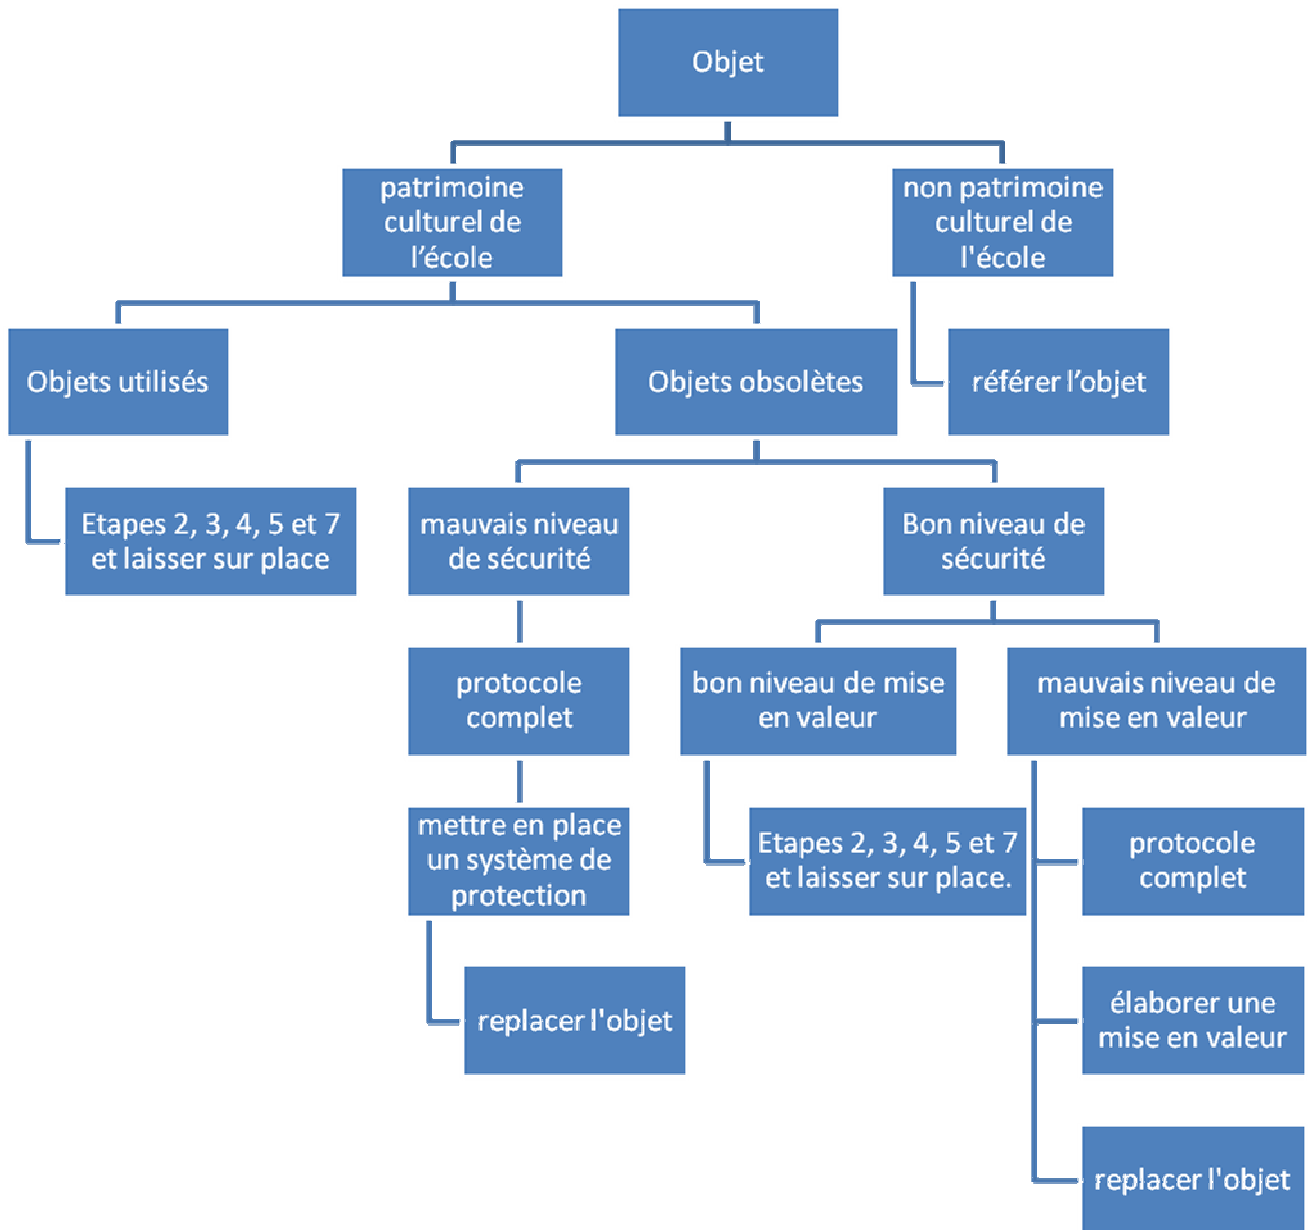 Objet
patrimoine
culturel de
l’école
non patrimoine
culturel de
l'école
Objets utilisés
Objets obsolètes
référer l’objet
Etapes 2, 3, 4, 5 et 7
et laisser sur place
mauvais niveau
de sécurité
Bon niveau de
sécurité
protocole
complet
bon niveau de mise
en valeur
mauvais niveau de
mise en valeur
mettre en place
un système de
protection
Etapes 2, 3, 4, 5 et 7
et laisser sur place.
protocole
complet
replacer l'objet
élaborer une
mise en valeur
replacer l'objet